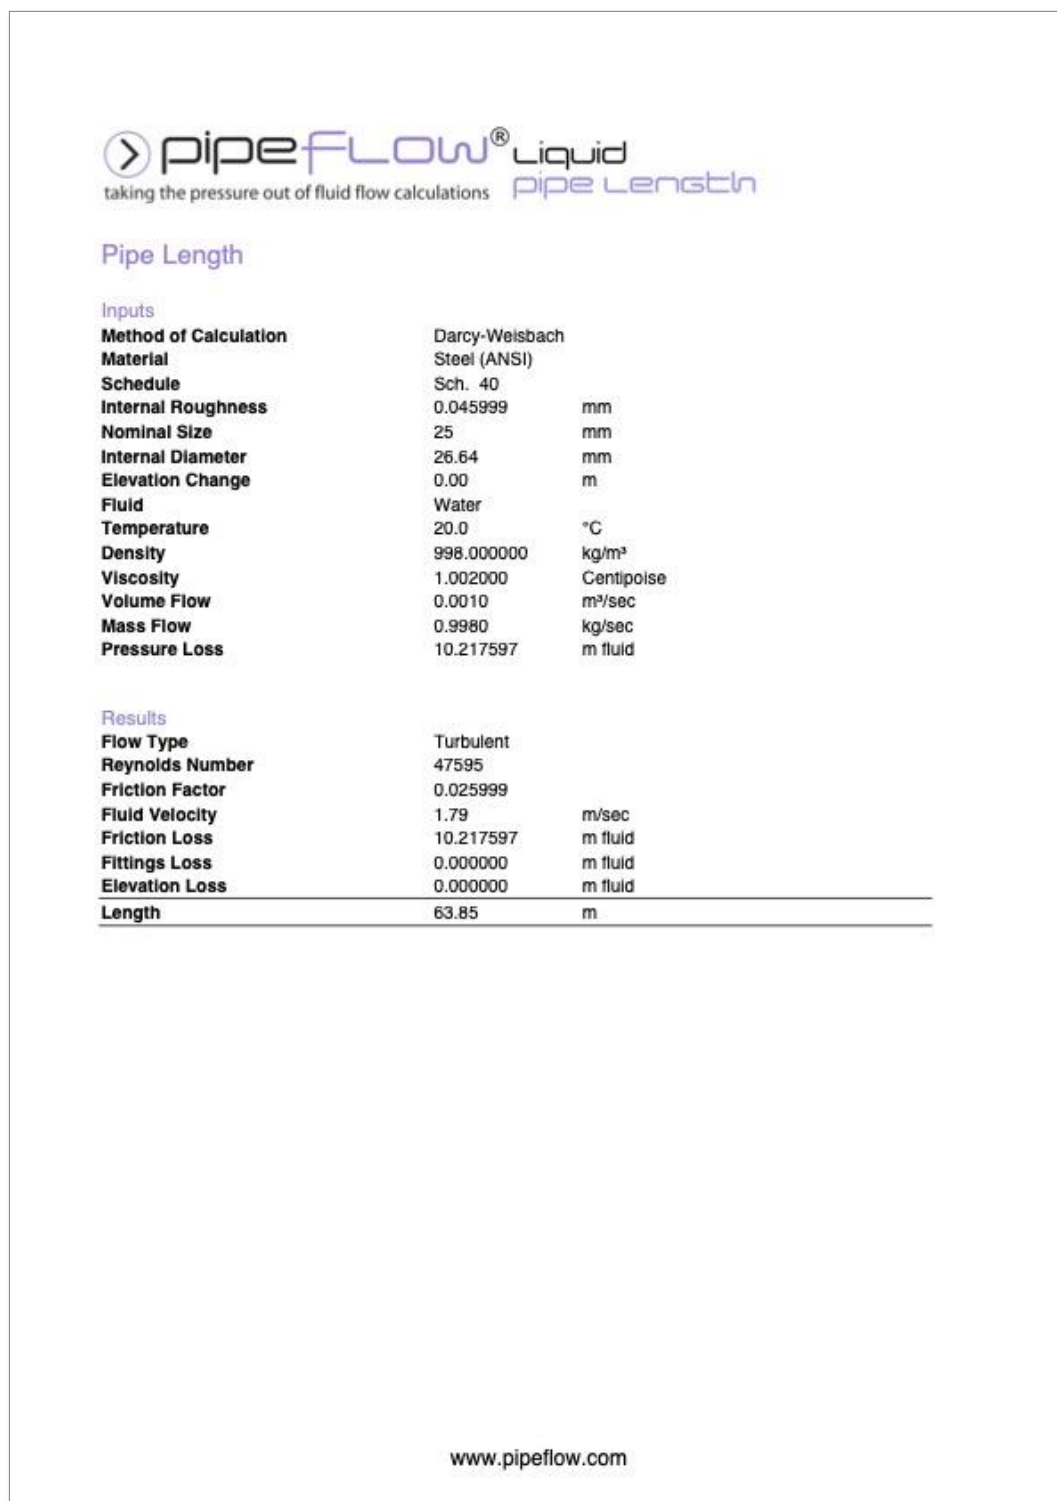 pipeFLOW® Liquid
taking the pressure out of fluid flow calculations pipe Length
Pipe Length
Inputs
Method of Calculation Darcy-Weisbach
Material Steel (ANSI)
Schedule Sch. 40
Internal Roughness 0.045999 mm
Nominal Size 25 mm
Internal Diameter 26.64 mm
Elevation Change 0.00 m
Fluid Water
Temperature 20.0 °C
Density 998.000000 kg/m³
Viscosity 1.002000 Centipoise
Volume Flow 0.0010 m³/sec
Mass Flow 0.9980 kg/sec
Pressure Loss 10.217597 m fluid
Results
Flow Type Turbulent
Reynolds Number 47595
Friction Factor 0.025999
Fluid Velocity 1.79 m/sec
Friction Loss 10.217597 m fluid
Fittings Loss 0.000000 m fluid
Elevation Loss 0.000000 m fluid
Length 63.85 m
www.pipeflow.com